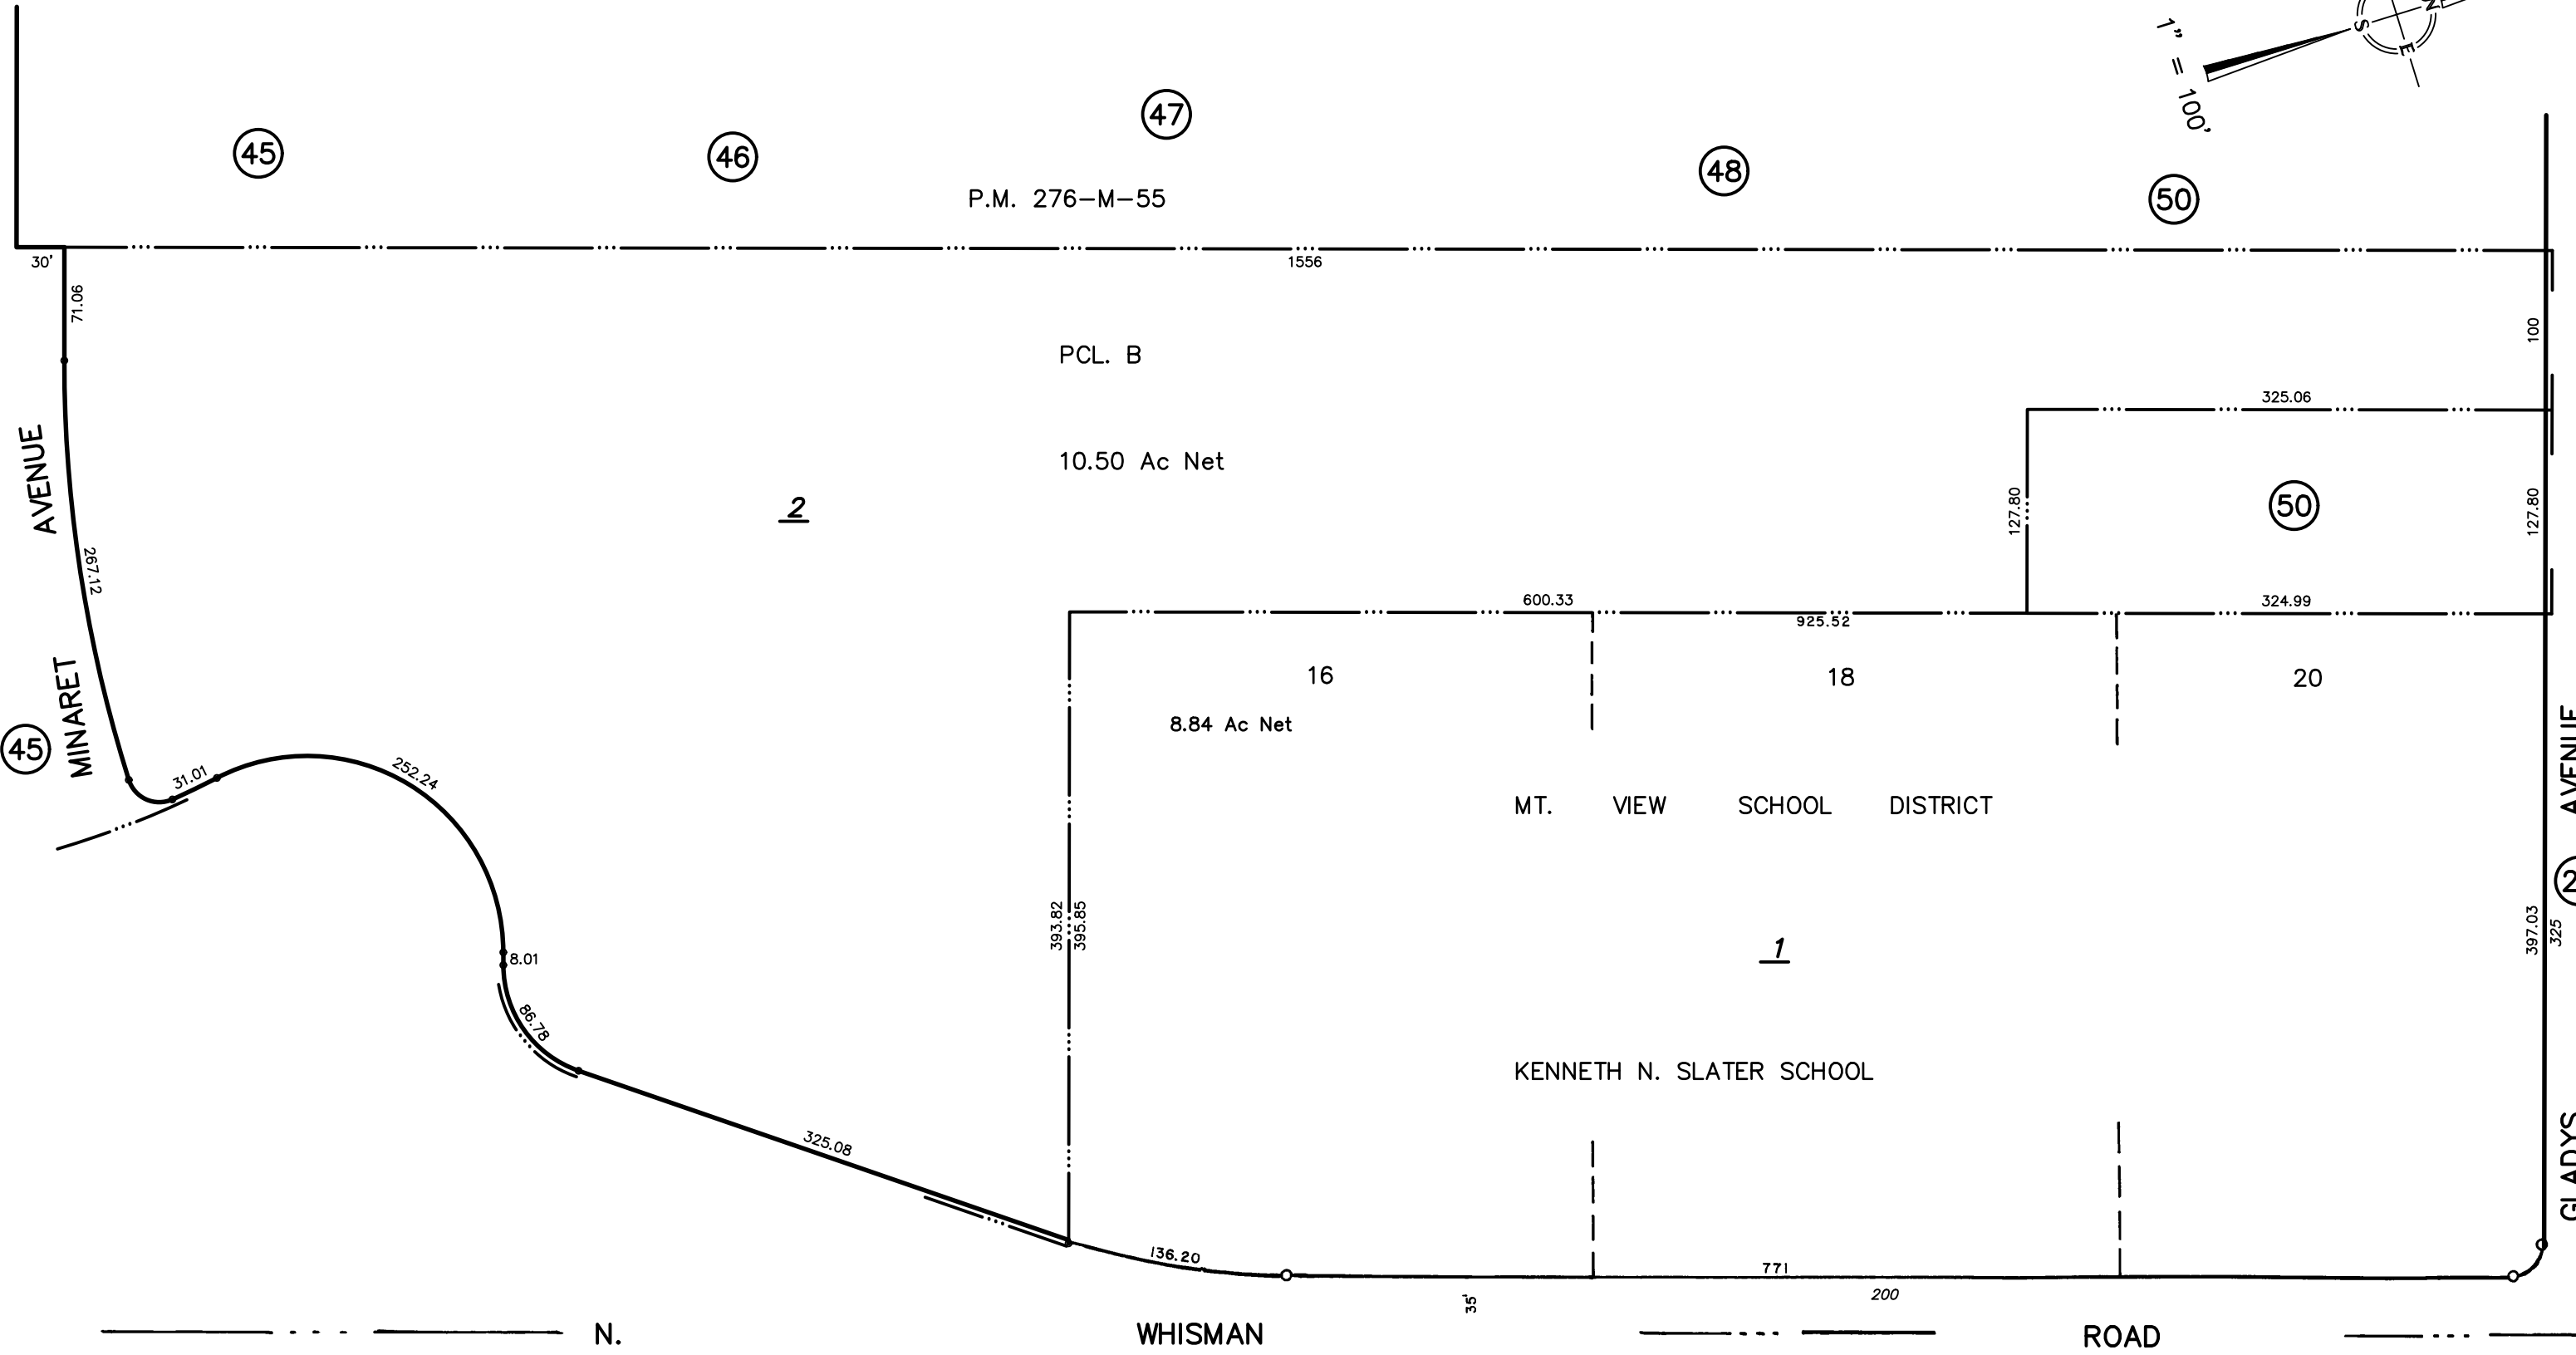 S
E
1" = 100'
47
45
46
48
50
P.M. 276-M-55
30'
1556
71.06
100
PCL. B
325.06
10.50 Ac Net
2
AVENUE
127.80
50
127.80
267.12
600.33
324.99
925.52
16
18
20
MINARET
45
8.84 Ac Net
31.01
252.24
MT. VIEW SCHOOL DISTRICT
AVENUE
393.82
395.85
1
397.03
325
8.01
86.78
KENNETH N. SLATER SCHOOL
325.08
GLADYS
136.20
771
200
35'
N. WHISMAN ROAD